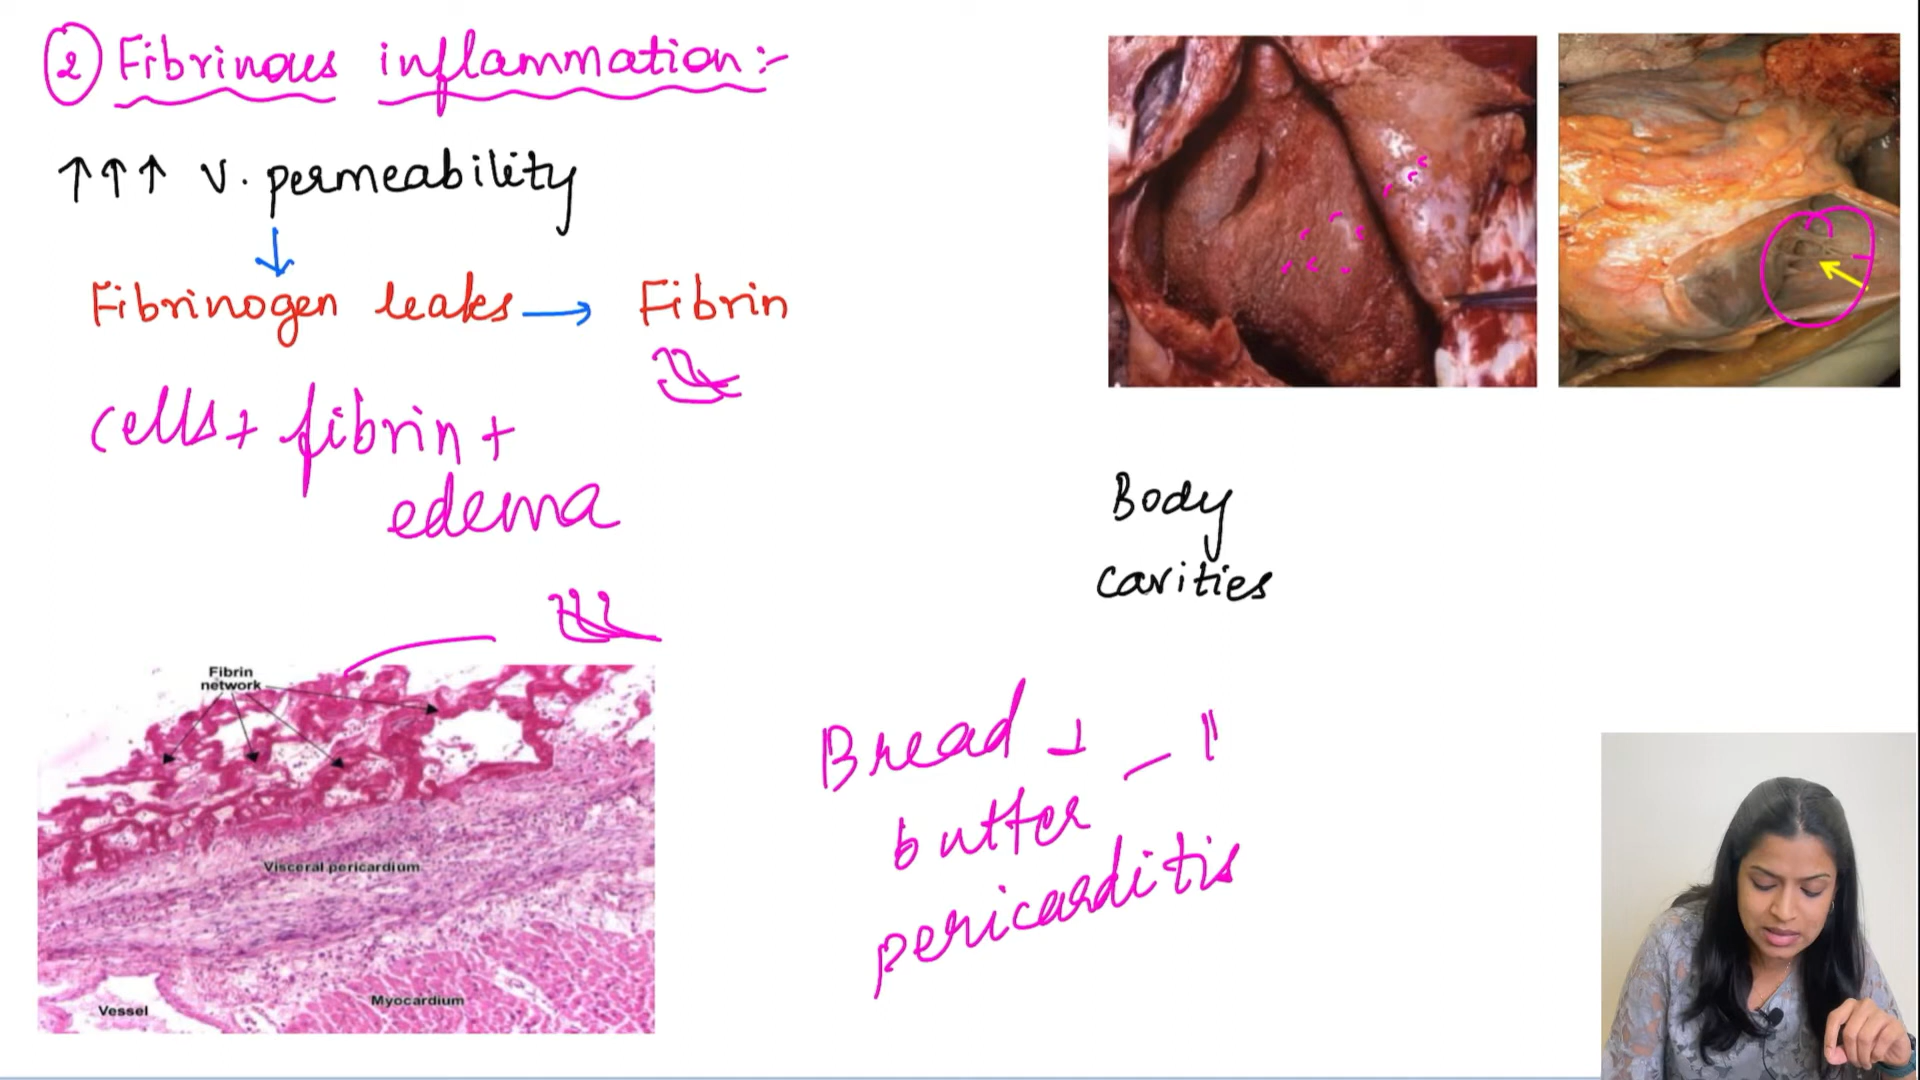 2 Fibrinous inflammation:-
↑↑↑ v. permeability
↓
Fibrinogen leaks → Fibrin
cells + fibrin +
edema
Body
cavities
Bread
butter
pericarditis
Fibrin
network
Visceral pericardium
Myocardium
Vessel